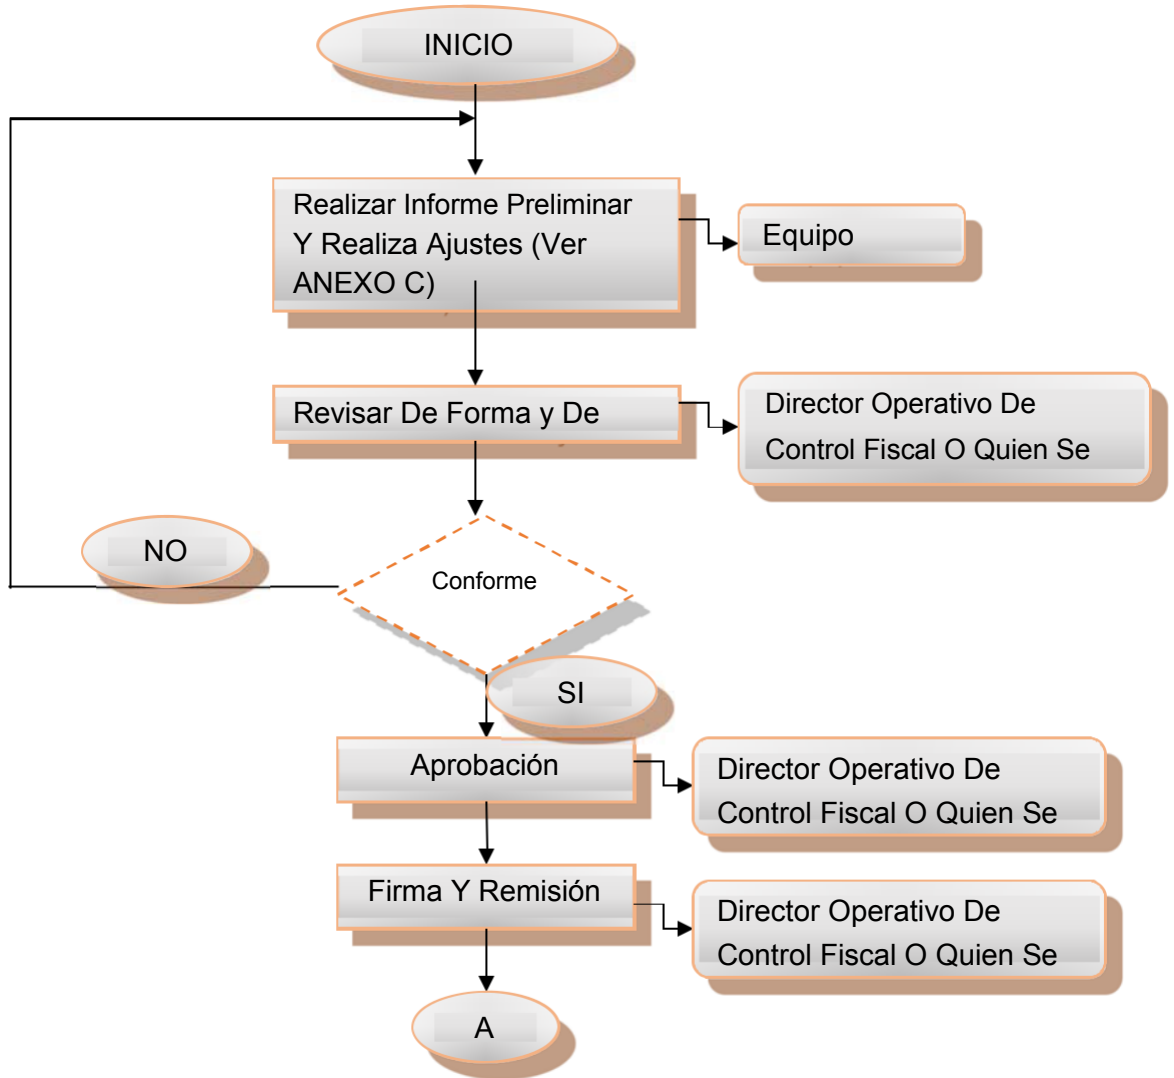 INICIO
Realizar Informe Preliminar
Y Realiza Ajustes (Ver
ANEXO C)
Equipo
Revisar De Forma y De
Director Operativo De
Control Fiscal O Quien Se
NO
Conforme
SI
Aprobación
Director Operativo De
Control Fiscal O Quien Se
Firma Y Remisión
Director Operativo De
Control Fiscal O Quien Se
A